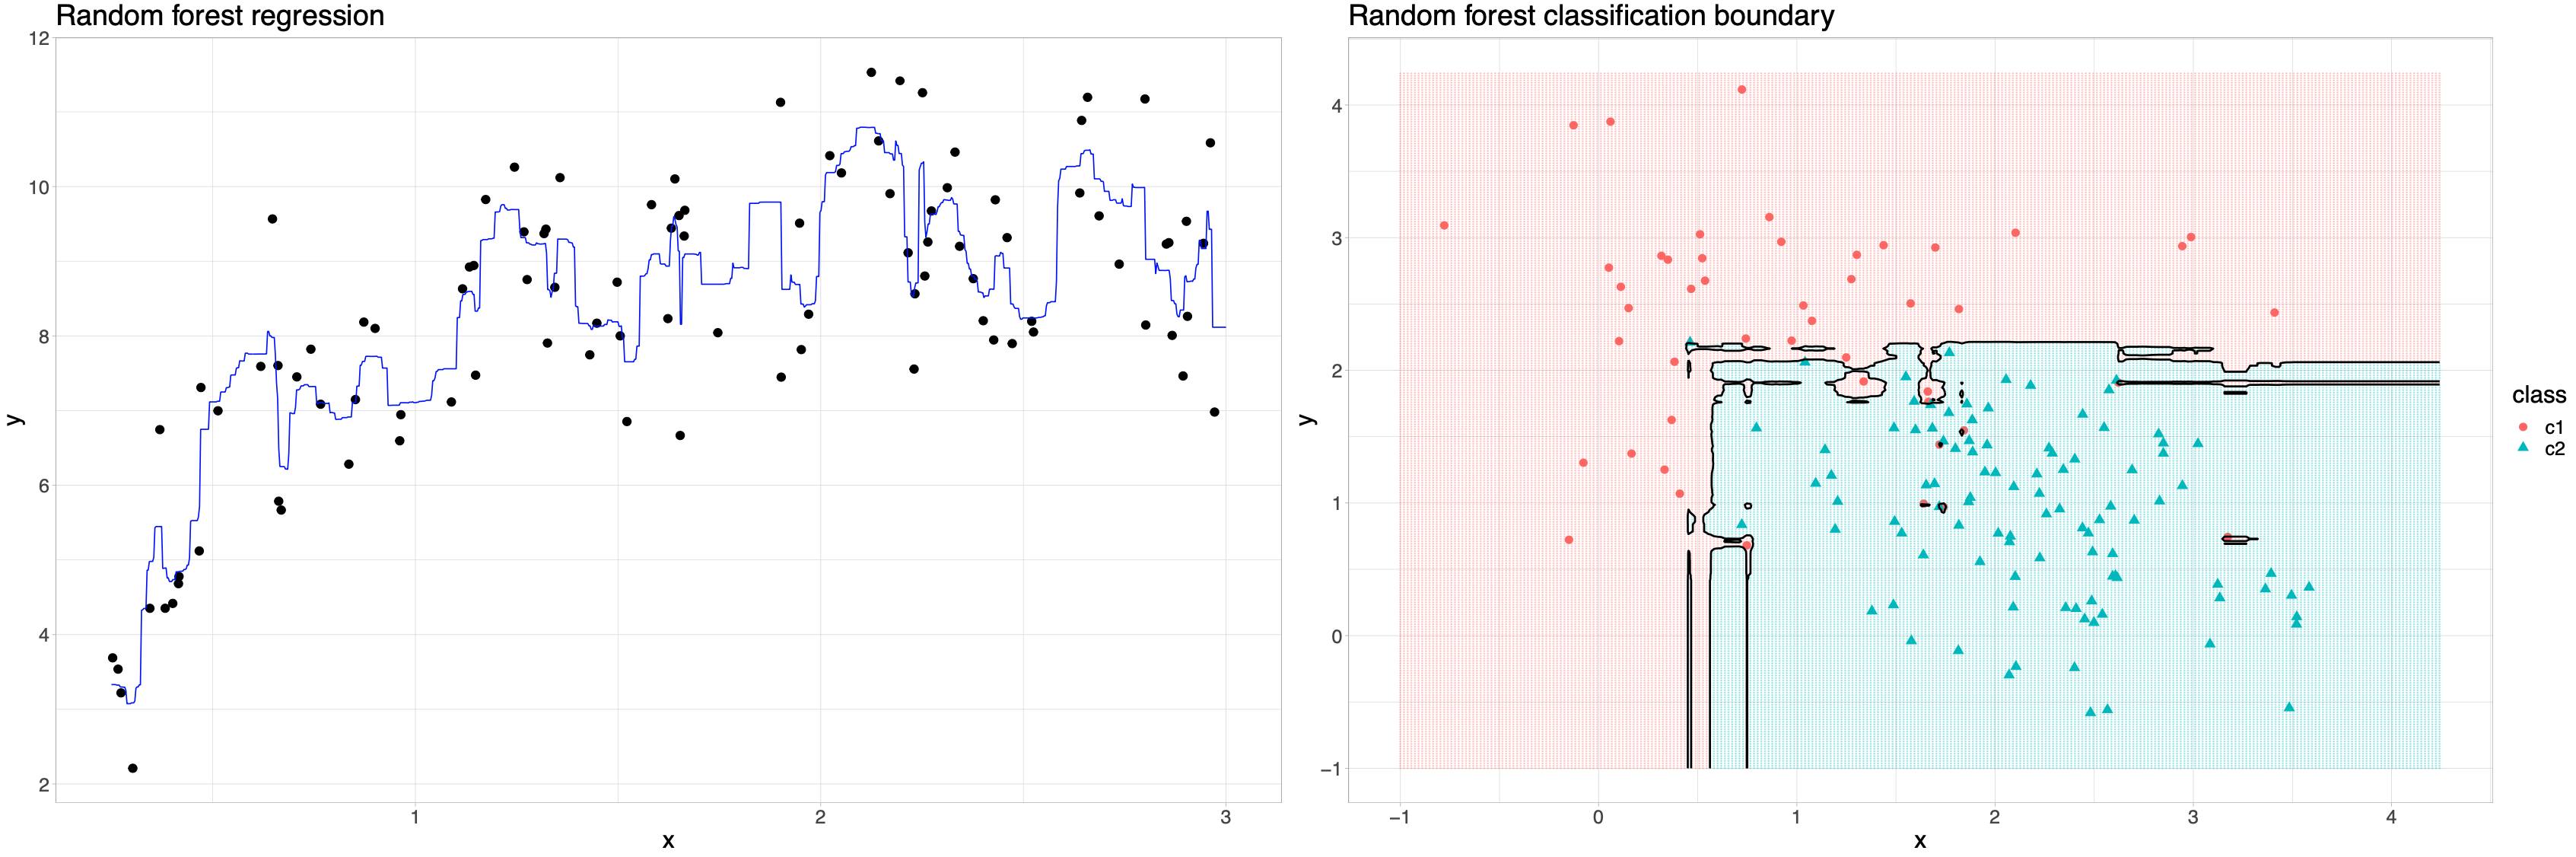 Random forest regression
12
10
8
6
4
2
y
1
2
3
x
Random forest classification boundary
4
3
2
1
0
−1
y
−1
0
1
2
3
4
x
class
c1
c2